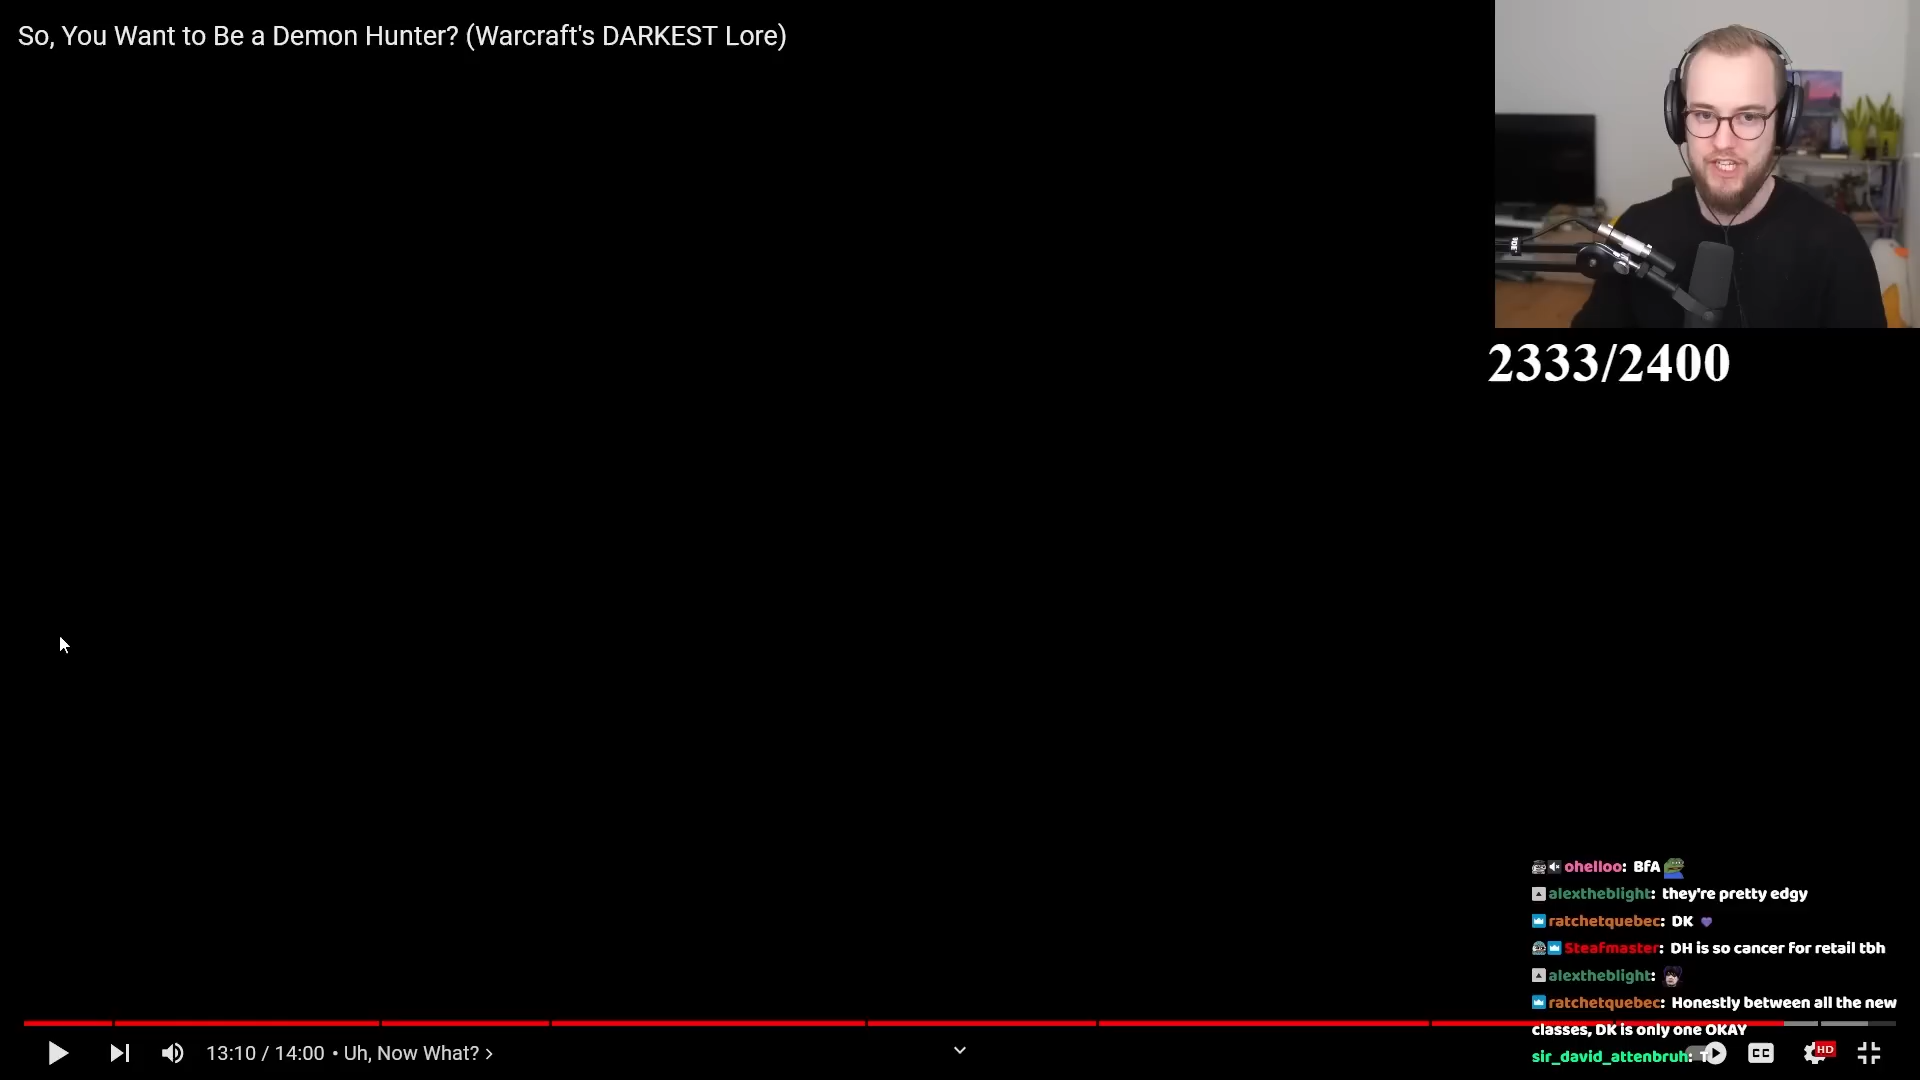 So, You Want to Be a Demon Hunter? (Warcraft's DARKEST Lore)
2333/2400
ohelloo: BfA
alextheblight: they're pretty edgy
ratchetquebec: DK
Steafmaster: DH is so cancer for retail tbh
alextheblight:
ratchetquebec: Honestly between all the new
classes, DK is only one OKAY
sir_david_attenbruh:
13:10 / 14:00 • Uh, Now What? ›
CC
HD